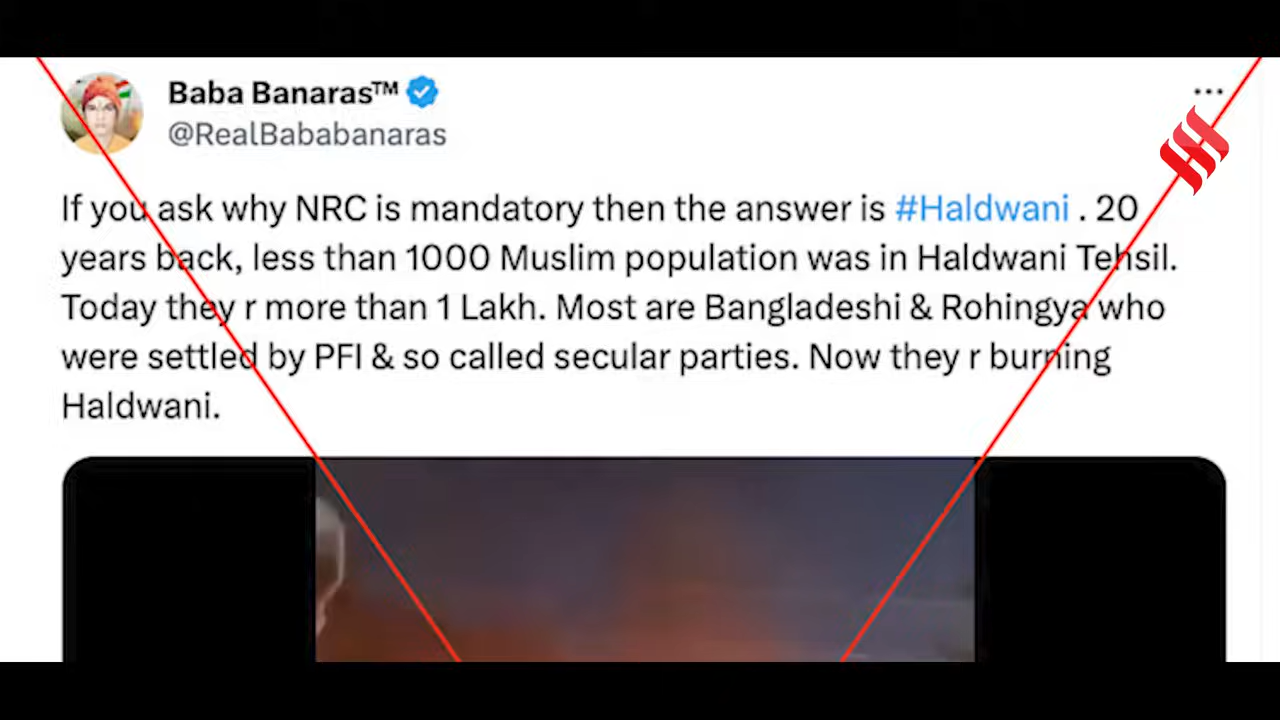 Baba Banaras™
@RealBababanaras
If you ask why NRC is mandatory then the answer is #Haldwani . 20
years back, less than 1000 Muslim population was in Haldwani Tehsil.
Today they r more than 1 Lakh. Most are Bangladeshi & Rohingya who
were settled by PFI & so called secular parties. Now they r burning
Haldwani.